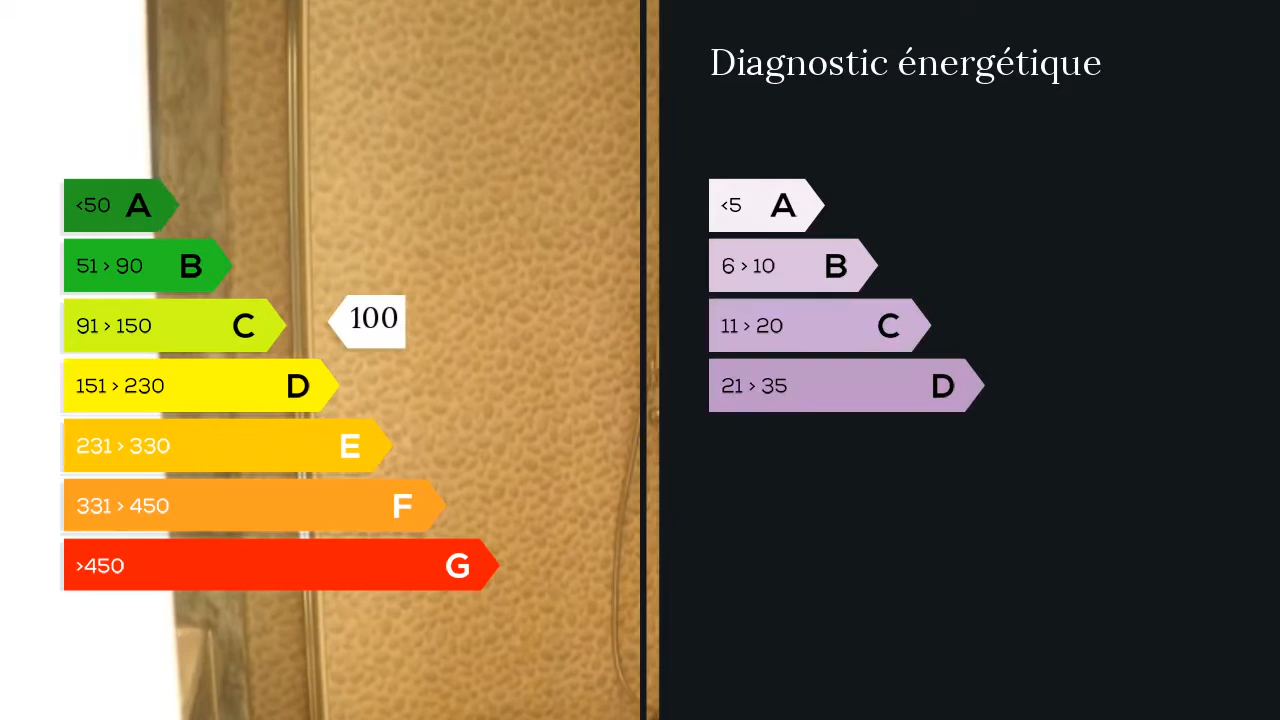 Diagnostic énergétique
<50 A
51 > 90 B
91 > 150 C
100
151 > 230 D
231 > 330 E
331 > 450 F
>450 G
<5 A
6 > 10 B
11 > 20 C
21 > 35 D